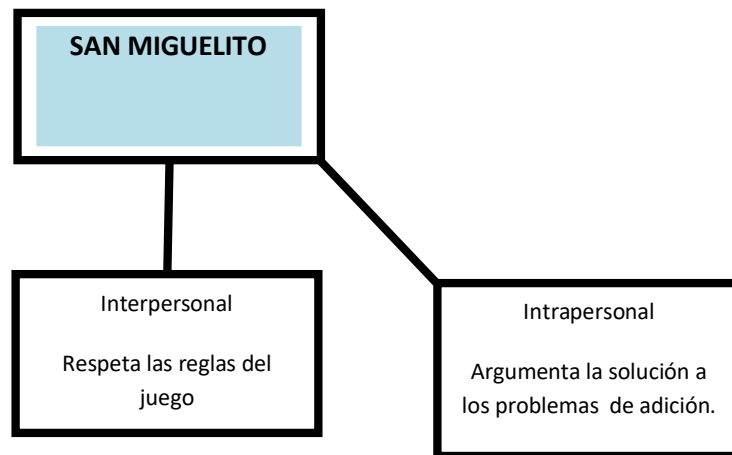 SAN MIGUELITO
Interpersonal
Respeta las reglas del
juego
Intrapersonal
Argumenta la solución a
los problemas de adición.